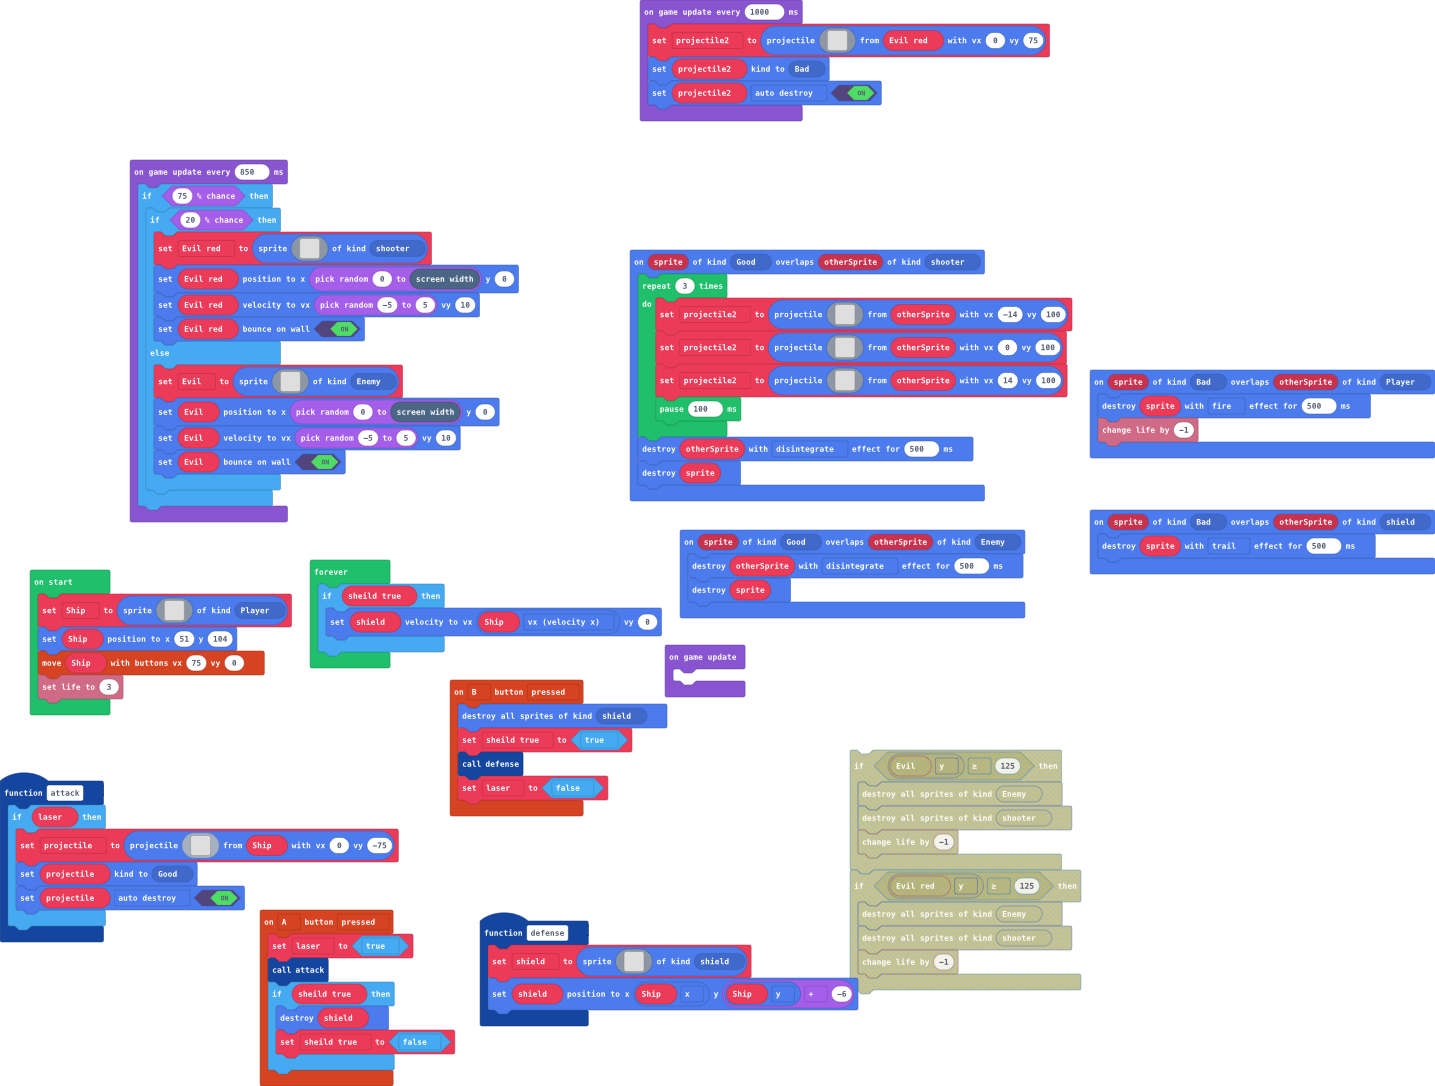 on game update every 1000 ms
set projectile2 to projectile from Evil red with vx 0 vy 75
set projectile2 kind to Bad
set projectile2 auto destroy ON
on game update every 850 ms
if 75 % chance then
if 20 % chance then
set Evil red to sprite of kind shooter
set Evil red position to x pick random 0 to screen width y 0
set Evil red velocity to vx pick random -5 to 5 vy 10
set Evil red bounce on wall ON
else
set Evil to sprite of kind Enemy
set Evil position to x pick random 0 to screen width y 0
set Evil velocity to vx pick random -5 to 5 vy 10
set Evil bounce on wall ON
on sprite of kind Good overlaps otherSprite of kind shooter
repeat 3 times
do
set projectile2 to projectile from otherSprite with vx -14 vy 100
set projectile2 to projectile from otherSprite with vx 0 vy 100
set projectile2 to projectile from otherSprite with vx 14 vy 100
pause 100 ms
destroy otherSprite with disintegrate effect for 500 ms
destroy sprite
on sprite of kind Bad overlaps otherSprite of kind Player
destroy sprite with fire effect for 500 ms
change life by -1
on sprite of kind Bad overlaps otherSprite of kind shield
destroy sprite with trail effect for 500 ms
on sprite of kind Good overlaps otherSprite of kind Enemy
destroy otherSprite with disintegrate effect for 500 ms
destroy sprite
on start
set Ship to sprite of kind Player
set Ship position to x 51 y 104
move Ship with buttons vx 75 vy 0
set life to 3
forever
if sheild true then
set shield velocity to vx Ship vx (velocity x) vy 0
on game update
on B button pressed
destroy all sprites of kind shield
set sheild true to true
call defense
set laser to false
function attack
if laser then
set projectile to projectile from Ship with vx 0 vy -75
set projectile kind to Good
set projectile auto destroy ON
on A button pressed
set laser to true
call attack
if sheild true then
destroy shield
set sheild true to false
function defense
set shield to sprite of kind shield
set shield position to x Ship x y Ship y + -6
if Evil y ≥ 125 then
destroy all sprites of kind Enemy
destroy all sprites of kind shooter
change life by -1
if Evil red y ≥ 125 then
destroy all sprites of kind Enemy
destroy all sprites of kind shooter
change life by -1